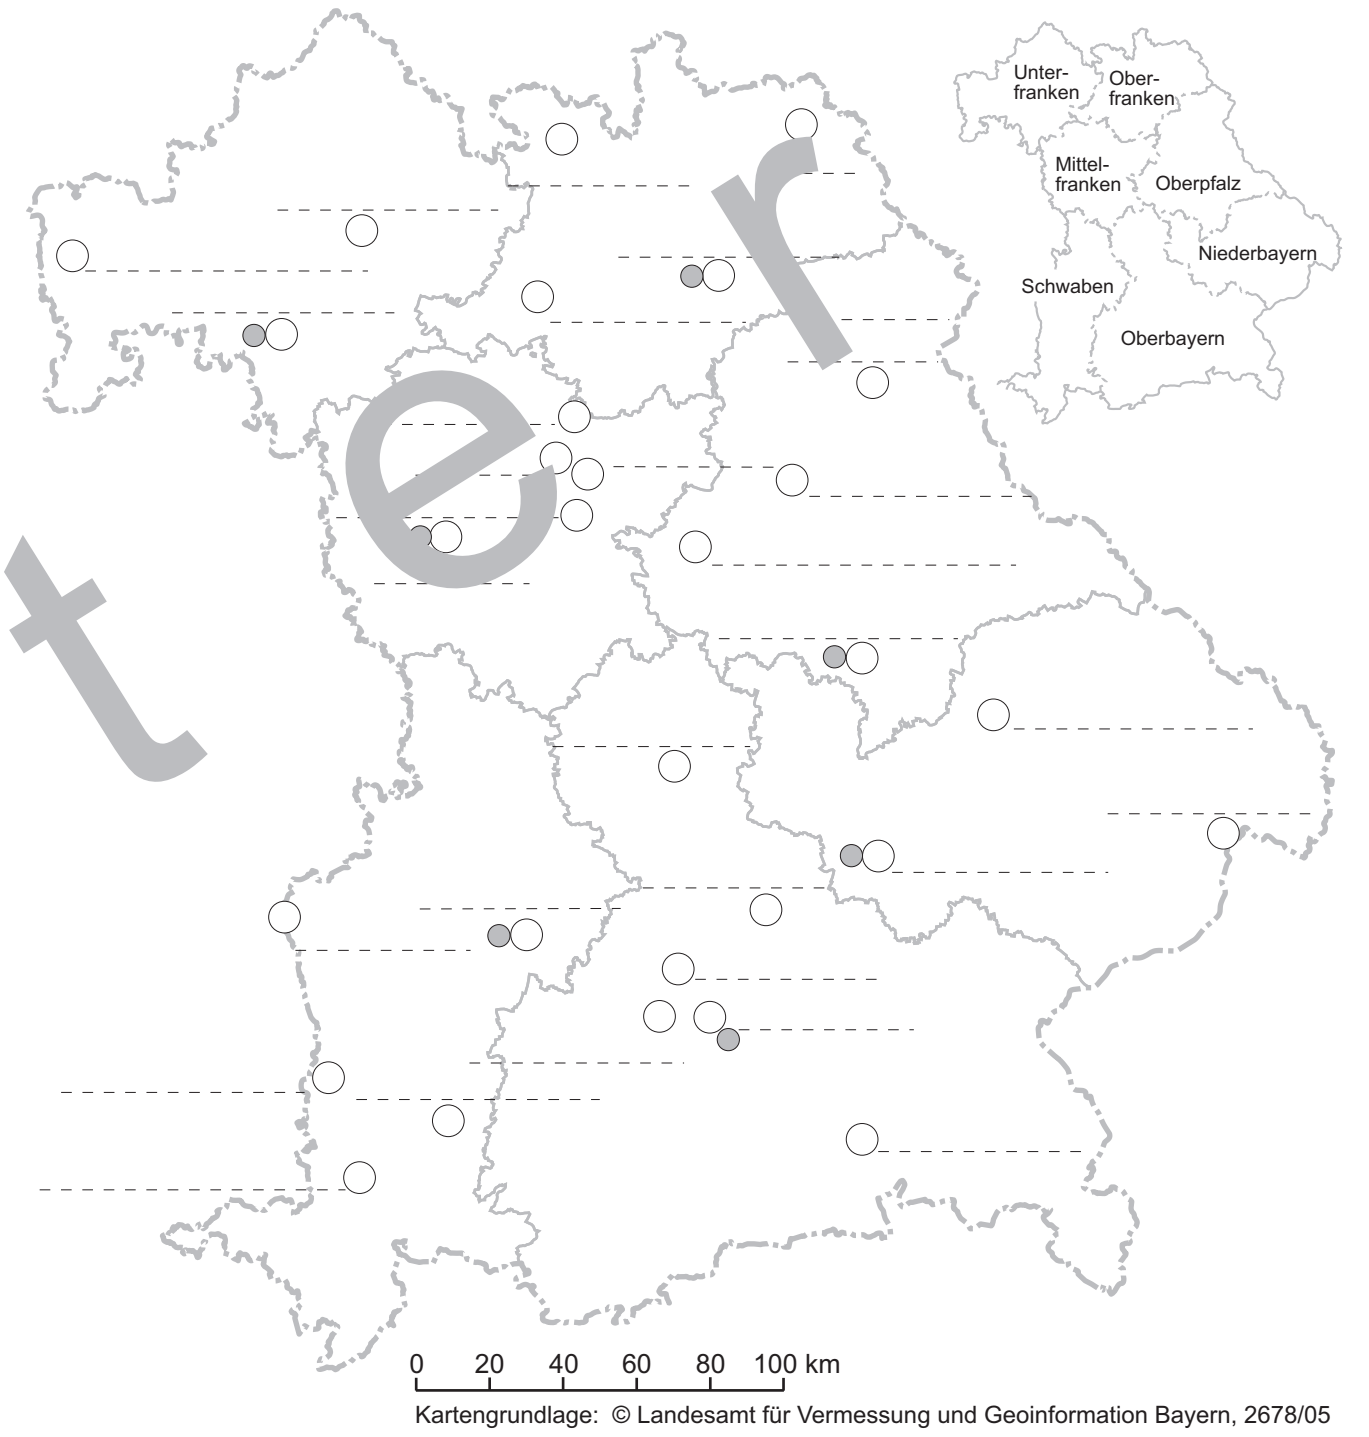 Unter-
franken
Ober-
franken
Mittel-
franken
Oberpfalz
Niederbayern
Schwaben
Oberbayern
t e r
0 20 40 60 80 100 km
Kartengrundlage: © Landesamt für Vermessung und Geoinformation Bayern, 2678/05